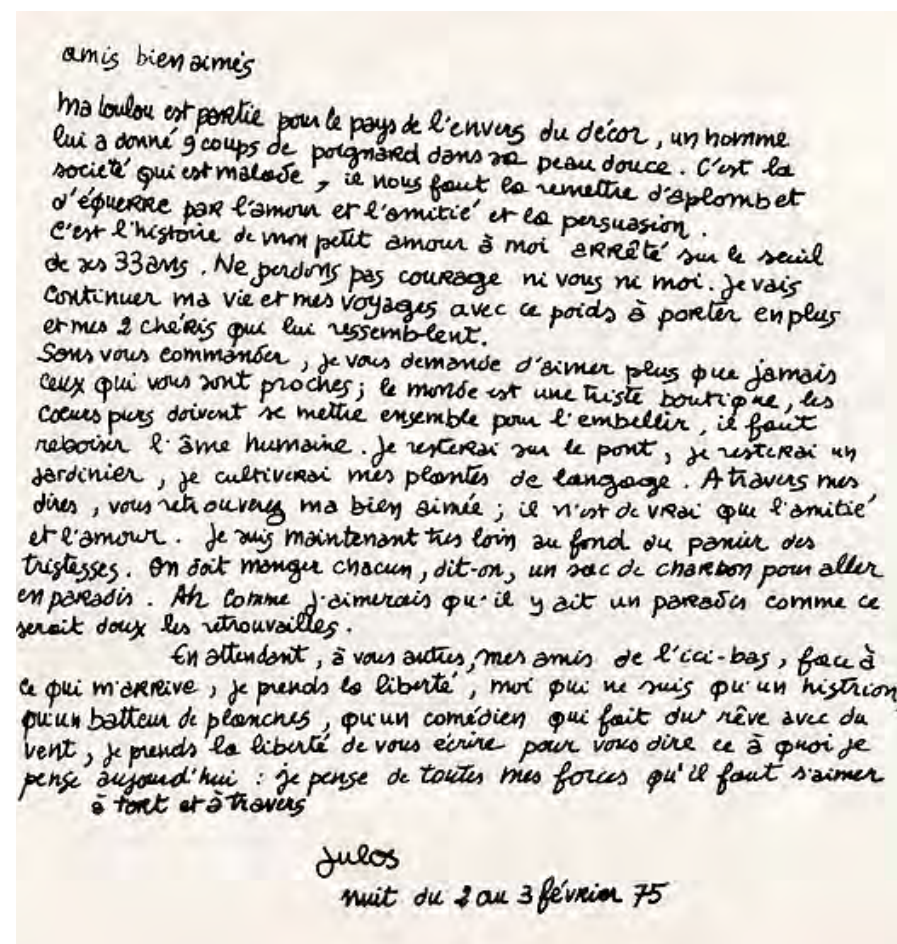 amis bien aimés
ma loulou est partie pour le pays de l'envers du décor, un homme
lui a donné 9 coups de poignard dans sa peau douce. C'est la
société qui est malade, il nous faut la remettre d'aplomb et
d'équerre par l'amour et l'amitié et la persuasion.
C'est l'histoire de mon petit amour à moi arrêté sur le seuil
de ses 33 ans. Ne perdons pas courage ni vous ni moi. Je vais
continuer ma vie et mes voyages avec ce poids à porter en plus
et mes 2 chéris qui lui ressemblent.
Sans vous commander, je vous demande d'aimer plus que jamais
ceux qui vous sont proches; le monde est une triste boutique, les
cœurs purs doivent se mettre ensemble pour l'embellir, il faut
reboiser l'âme humaine. Je resterai sur le pont, je resterai un
jardinier, je cultiverai mes plantes de langage. A travers mes
dires, vous retrouverez ma bien aimée; il n'est de vrai que l'amitié
et l'amour. Je suis maintenant très loin au fond du panier des
tristesses. On doit manger chacun, dit-on, un sac de charbon pour aller
en paradis. Ah comme j'aimerais qu'il y ait un paradis comme ce
serait doux les retrouvailles.
En attendant, à vous autres, mes amis de l'ici-bas, face à
ce qui m'arrive, je prends la liberté, moi qui ne suis qu'un histrion
qu'un batteur de planches, qu'un comédien qui fait du rêve avec du
vent, je prends la liberté de vous écrire pour vous dire ce à quoi je
pense aujourd'hui : je pense de toutes mes forces qu'il faut s'aimer
à tort et à travers
Julos
nuit du 2 au 3 février 75